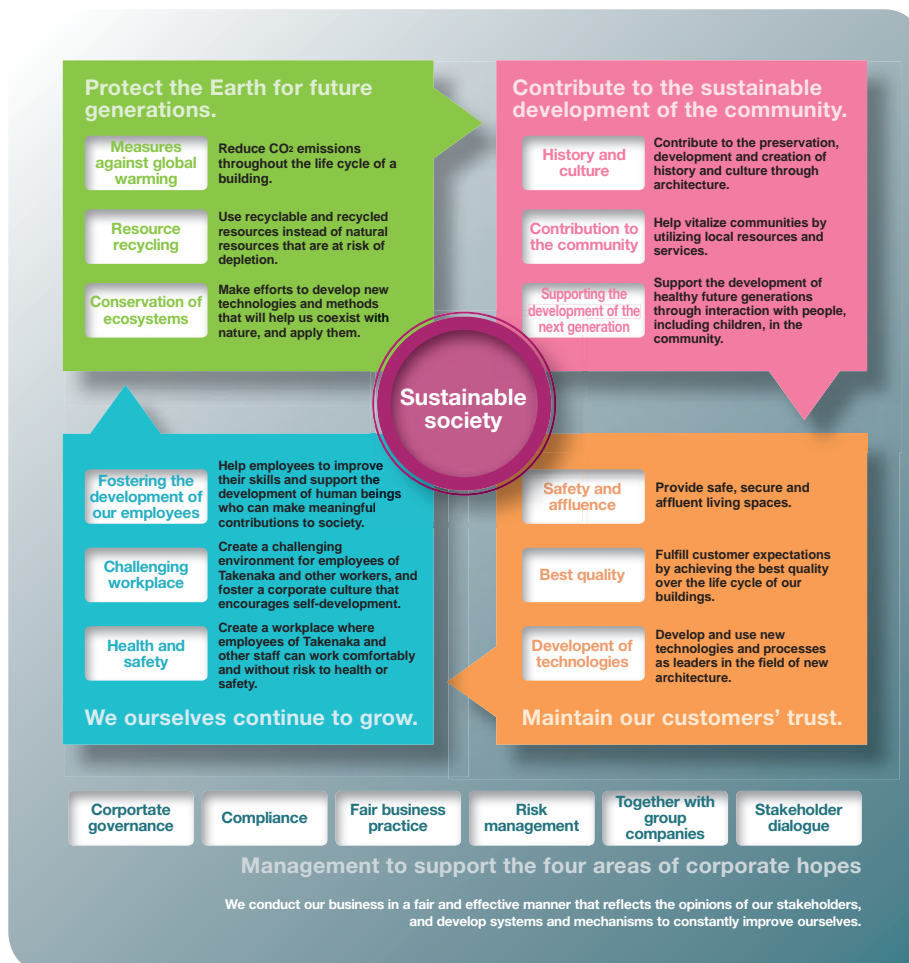 Protect the Earth for future
generations.
Measures
against global
warming
Reduce CO2 emissions
throughout the life cycle of a
building.
Resource
recycling
Use recyclable and recycled
resources instead of natural
resources that are at risk of
depletion.
Conservation of
ecosystems
Make efforts to develop new
technologies and methods
that will help us coexist with
nature, and apply them.
Contribute to the sustainable
development of the community.
History and
culture
Contribute to the preservation,
development and creation of
history and culture through
architecture.
Contribution to
the community
Help vitalize communities by
utilizing local resources and
services.
Supporting the
development of the
next generation
Support the development of
healthy future generations
through interaction with people,
including children, in the
community.
Sustainable
society
Fostering the
development of
our employees
Help employees to improve
their skills and support the
development of human beings
who can make meaningful
contributions to society.
Challenging
workplace
Create a challenging
environment for employees of
Takenaka and other workers, and
foster a corporate culture that
encourages self-development.
Health and
safety
Create a workplace where
employees of Takenaka and
other staff can work comfortably
and without risk to health or
safety.
We ourselves continue to grow.
Safety and
affluence
Provide safe, secure and
affluent living spaces.
Best quality
Fulfill customer expectations
by achieving the best quality
over the life cycle of our
buildings.
Developent of
technologies
Develop and use new
technologies and processes
as leaders in the field of new
architecture.
Maintain our customers' trust.
Corportate
governance
Compliance
Fair business
practice
Risk
management
Together with
group
companies
Stakeholder
dialogue
Management to support the four areas of corporate hopes
We conduct our business in a fair and effective manner that reflects the opinions of our stakeholders,
and develop systems and mechanisms to constantly improve ourselves.